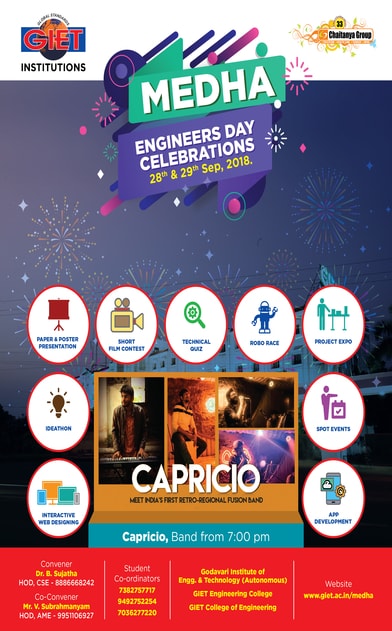 GLOBAL STANDARDS
GIET
INSTITUTIONS
33
Chaitanya Group
MEDHA
ENGINEERS DAY
CELEBRATIONS
28th & 29th Sep, 2018.
PAPER & POSTER
PRESENTATION
SHORT
FILM CONTEST
TECHNICAL
QUIZ
ROBO RACE
PROJECT EXPO
IDEATHON
SPOT EVENTS
INTERACTIVE
WEB DESIGNING
APP
DEVELOPMENT
CAPRICIO
MEET INDIA'S FIRST RETRO-REGIONAL FUSION BAND
Capricio, Band from 7:00 pm
Convener
Dr. B. Sujatha
HOD, CSE - 8886668242
Co-Convener
Mr. V. Subrahmanyam
HOD, AME - 9951106927
Student
Co-ordinators
7382757717
9492752254
7036277220
Godavari Institute of
Engg. & Technology (Autonomous)
GIET Engineering College
GIET College of Engineering
Website
www.giet.ac.in/medha